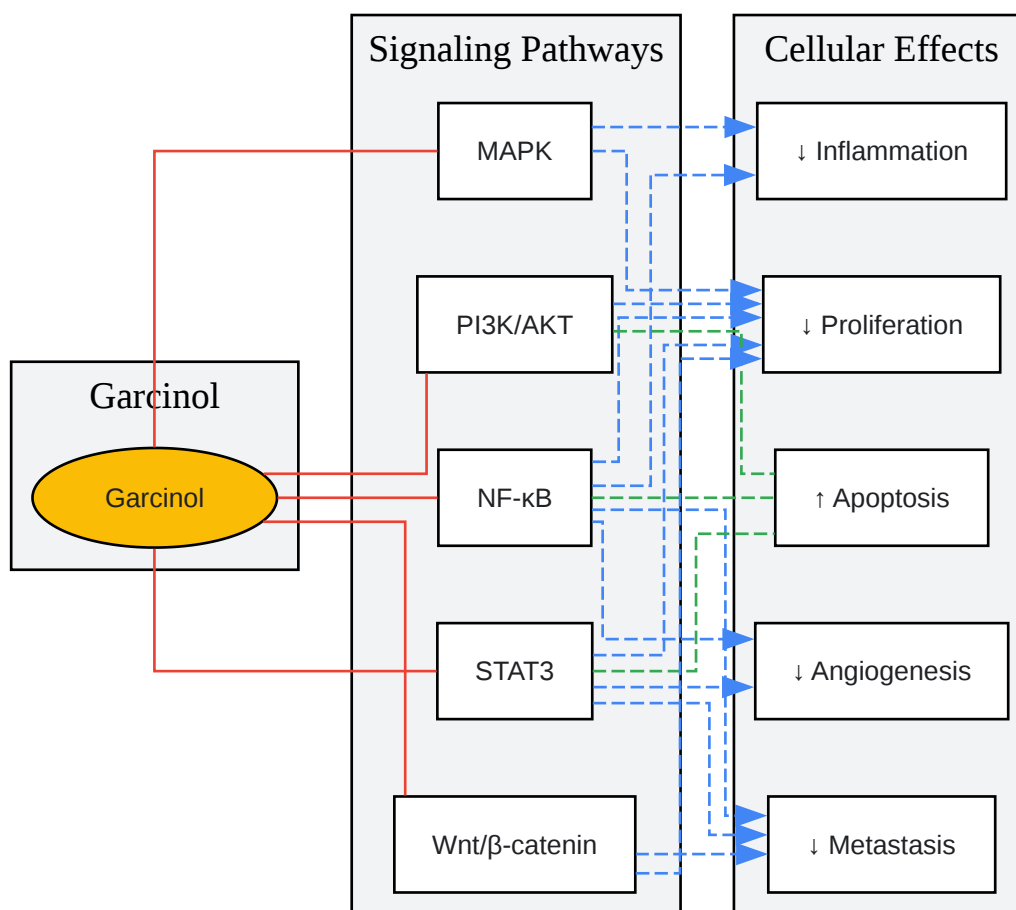 Signaling Pathways
Cellular Effects
MAPK
↓ Inflammation
PI3K/AKT
↓ Proliferation
Garcinol
Garcinol
NF-κB
↑ Apoptosis
STAT3
↓ Angiogenesis
Wnt/β-catenin
↓ Metastasis